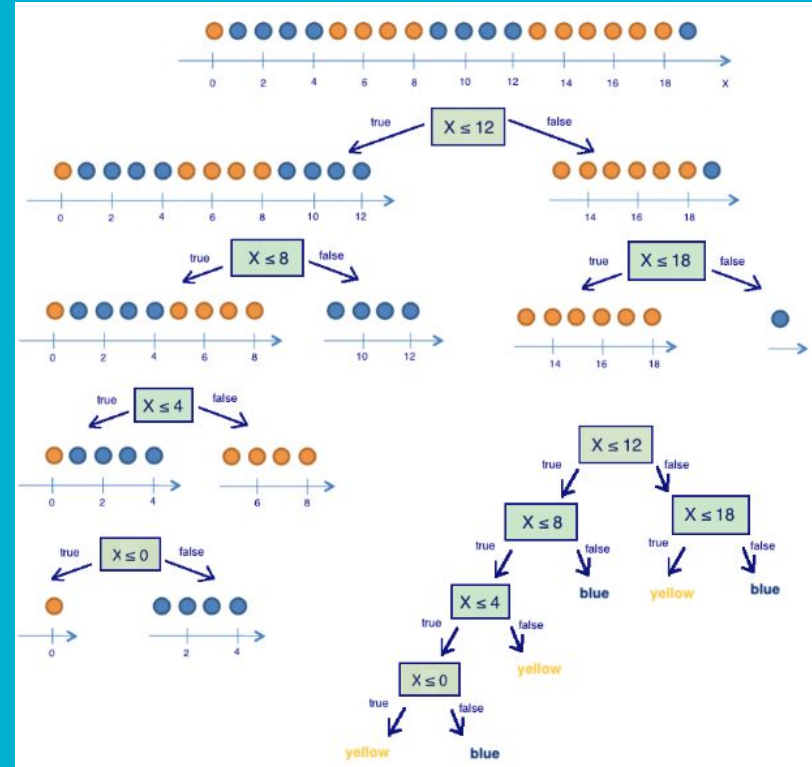 0 2 4 6 8 10 12 14 16 18 X
true X ≤ 12 false
0 2 4 6 8 10 12
14 16 18
true X ≤ 8 false
true X ≤ 18 false
0 2 4 6 8
10 12
14 16 18
true X ≤ 4 false
0 2 4
6 8
true X ≤ 0 false
0
2 4
X ≤ 12
true false
X ≤ 8 X ≤ 18
true false true false
X ≤ 4 blue yellow blue
true false
X ≤ 0 yellow
true false
yellow blue